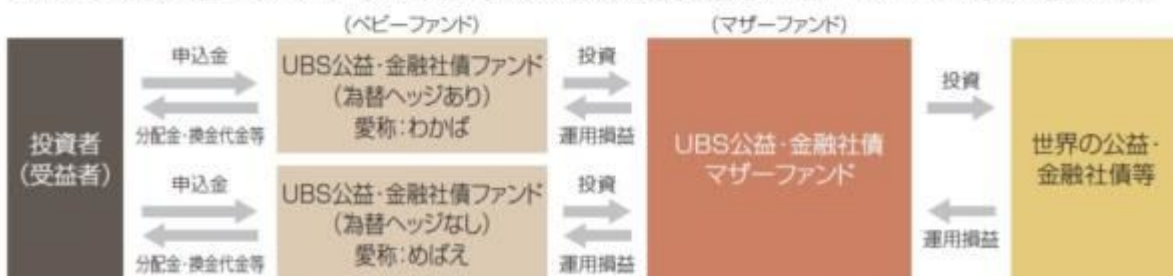 (ベビーファンド)
(マザーファンド)
投資者
(受益者)
申込金
分配金・換金代金等
UBS公益・金融社債ファンド
(為替ヘッジあり)
愛称:わかば
投資
運用損益
申込金
分配金・換金代金等
UBS公益・金融社債ファンド
(為替ヘッジなし)
愛称:めばえ
投資
運用損益
UBS公益・金融社債
マザーファンド
投資
運用損益
世界の公益・
金融社債等